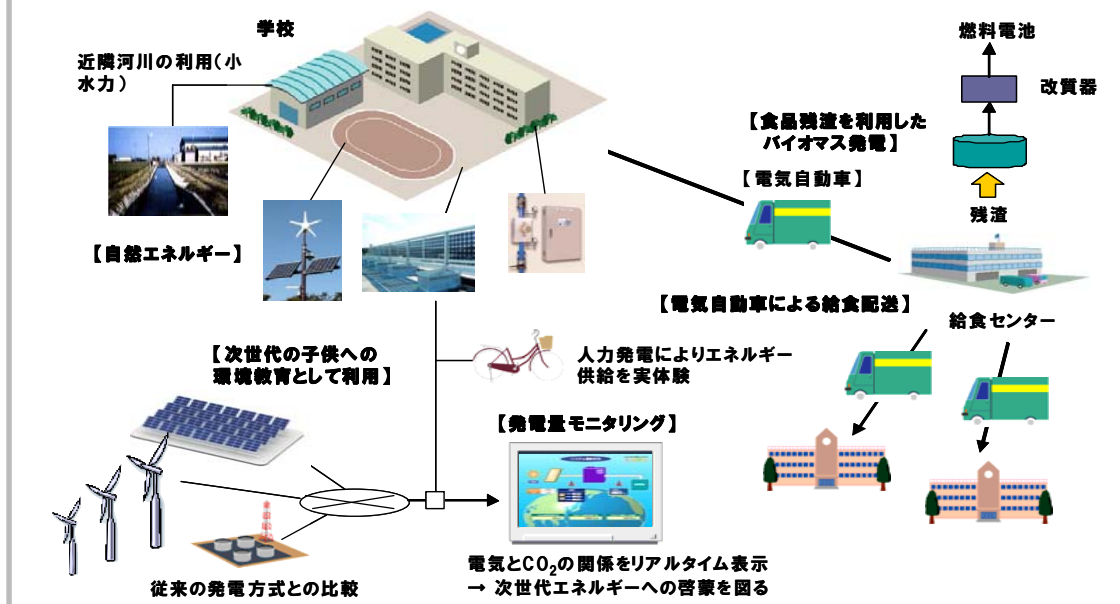 学校
近隣河川の利用(小
水力)
【自然エネルギー】
燃料電池
改質器
【食品残渣を利用した
バイオマス発電】
残渣
【電気自動車】
【電気自動車による給食配送】
給食センター
【次世代の子供への
環境教育として利用】
人力発電によりエネルギー
供給を実体験
【発電量モニタリング】
従来の発電方式との比較
電気とCO₂の関係をリアルタイム表示
→ 次世代エネルギーへの啓蒙を図る